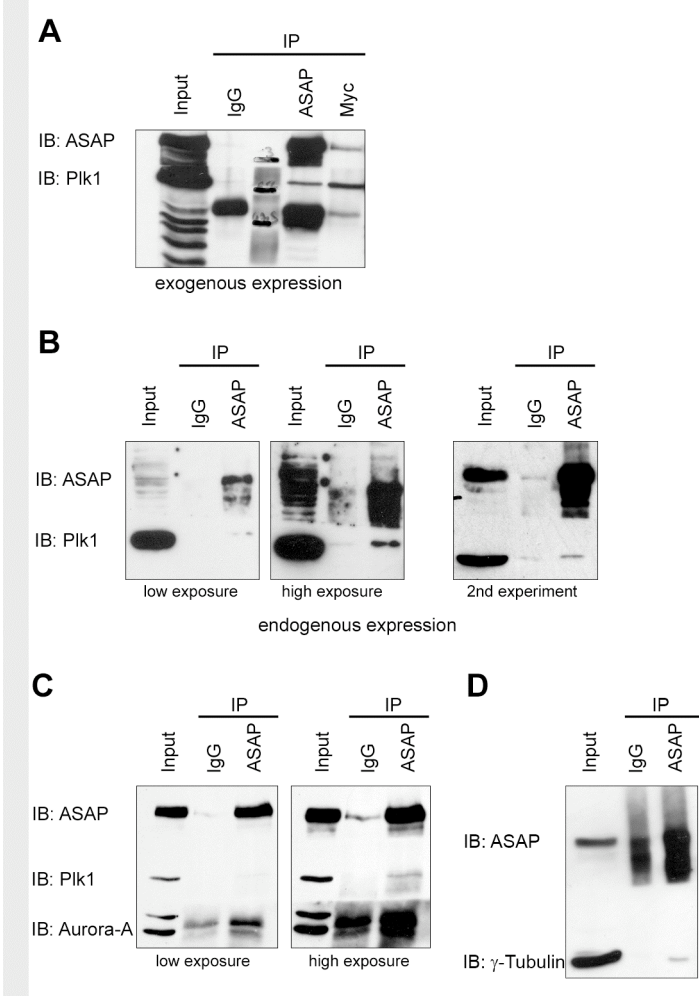 A
IP
Input
IgG
ASAP
Myc
IB: ASAP
IB: Plk1
exogenous expression
B
IP
IP
IP
Input
IgG
ASAP
Input
IgG
ASAP
Input
IgG
ASAP
IB: ASAP
IB: Plk1
low exposure
high exposure
2nd experiment
endogenous expression
C
IP
IP
Input
IgG
ASAP
Input
IgG
ASAP
IB: ASAP
IB: Plk1
IB: Aurora-A
low exposure
high exposure
D
IP
Input
IgG
ASAP
IB: ASAP
IB: γ-Tubulin